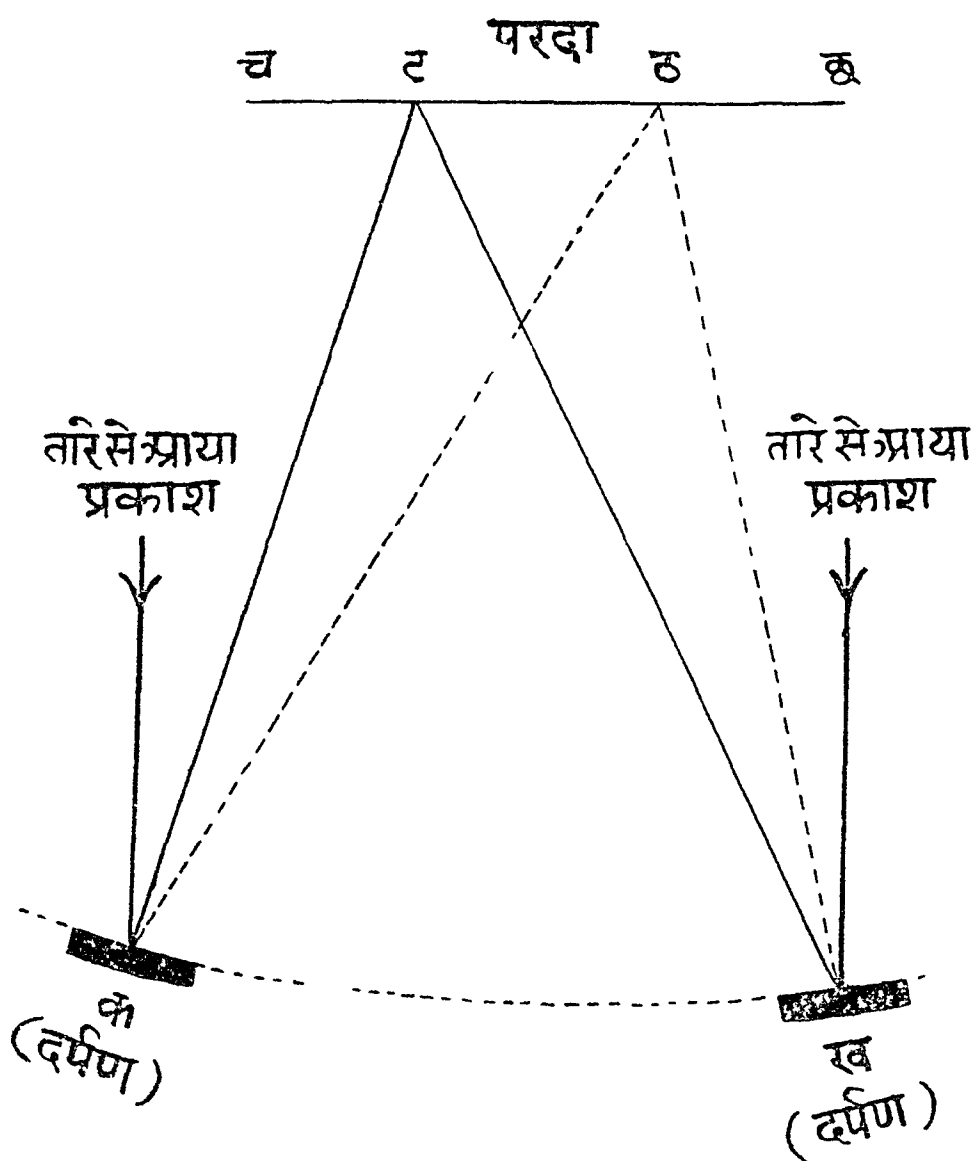 परदा
च ट ठ छ
तारे से आया
प्रकाश
तारे से आया
प्रकाश
क
(दर्पण)
ख
(दर्पण)